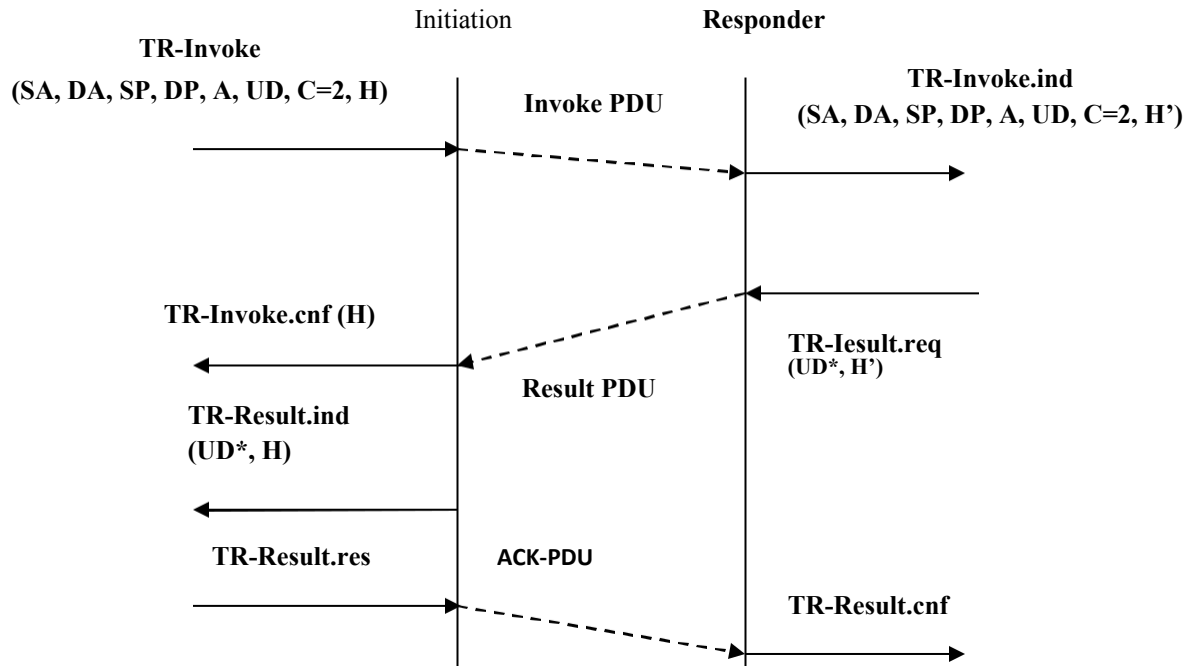 Initiation
Responder
TR-Invoke
(SA, DA, SP, DP, A, UD, C=2, H)
Invoke PDU
TR-Invoke.ind
(SA, DA, SP, DP, A, UD, C=2, H’)
TR-Invoke.cnf (H)
TR-Iesult.req
(UD*, H’)
Result PDU
TR-Result.ind
(UD*, H)
TR-Result.res
ACK-PDU
TR-Result.cnf